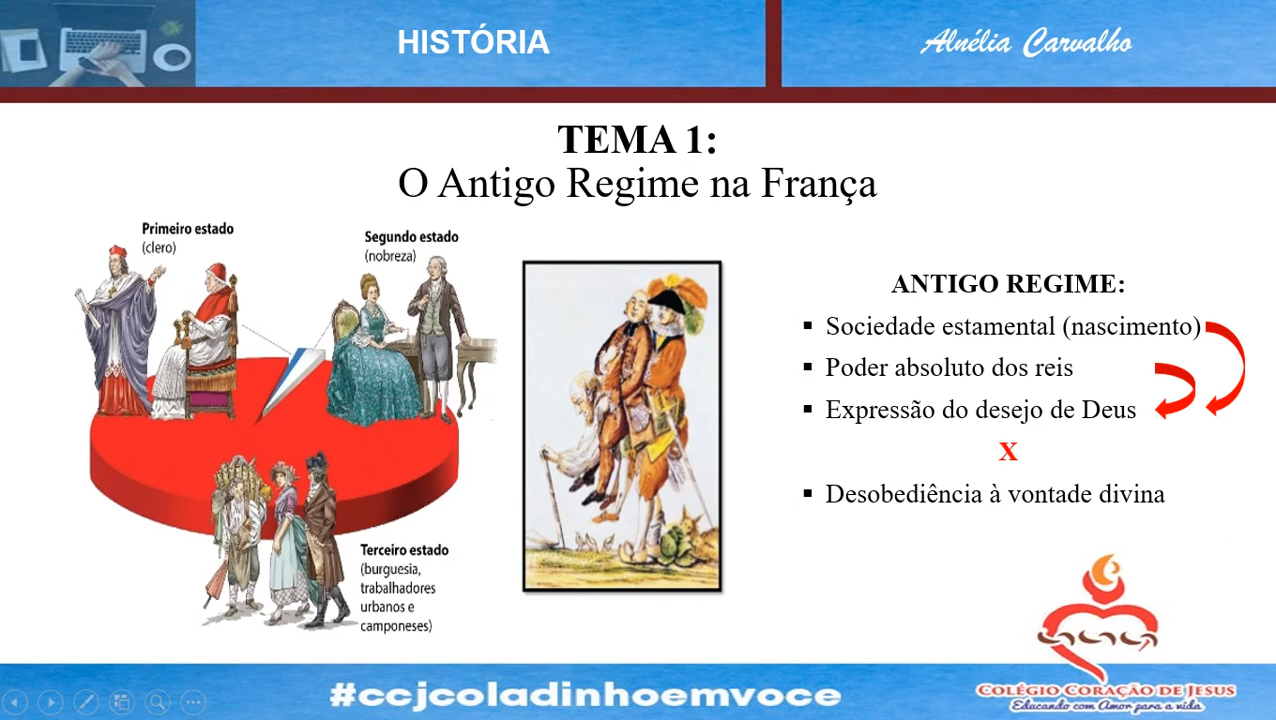 HISTÓRIA
Alnélia Carvalho
TEMA 1:
O Antigo Regime na França
Primeiro estado
(clero)
Segundo estado
(nobreza)
Terceiro estado
(burguesia,
trabalhadores
urbanos e
camponeses)
ANTIGO REGIME:
▪ Sociedade estamental (nascimento)
▪ Poder absoluto dos reis
▪ Expressão do desejo de Deus
X
▪ Desobediência à vontade divina
#ccjcoladinhoemvoce
COLÉGIO CORAÇÃO DE JESUS
Educando com Amor para a vida